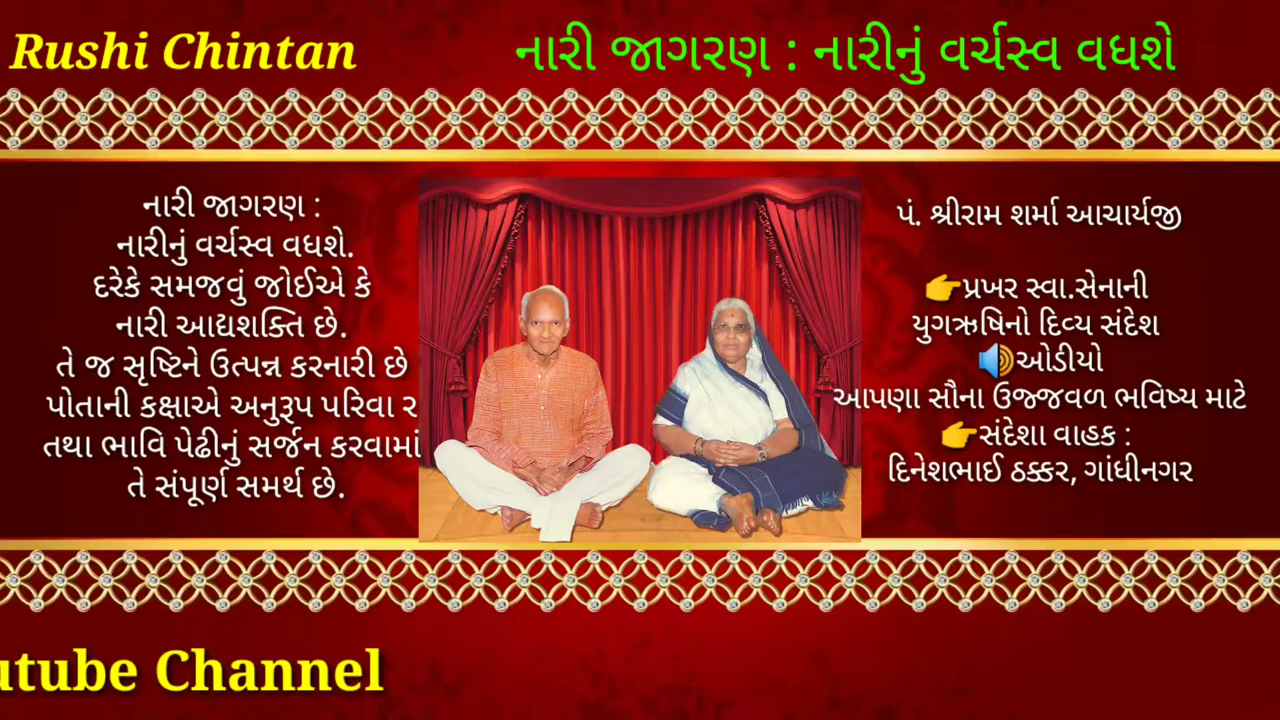 Rushi Chintan
નારી જાગરણ : નારીનું વર્ચસ્વ વધશે
નારી જાગરણ :
નારીનું વર્ચસ્વ વધશે.
દરેકે સમજવું જોઈએ કે
નારી આદ્યશક્તિ છે.
તે જ સૃષ્ટિને ઉત્પન્ન કરનારી છે
પોતાની કક્ષાએ અનુરૂપ પરિવા ર
તથા ભાવિ પેઢીનું સર્જન કરવામાં
તે સંપૂર્ણ સમર્થ છે.
પં. શ્રીરામ શર્મા આચાર્યજી
👉પ્રખર સ્વા.સેનાની
યુગઋષિનો દિવ્ય સંદેશ
🔊ઓડીયો
આપણા સૌના ઉજ્જવળ ભવિષ્ય માટે
👉સંદેશા વાહક :
દિનેશભાઈ ઠક્કર, ગાંધીનગર
utube Channel